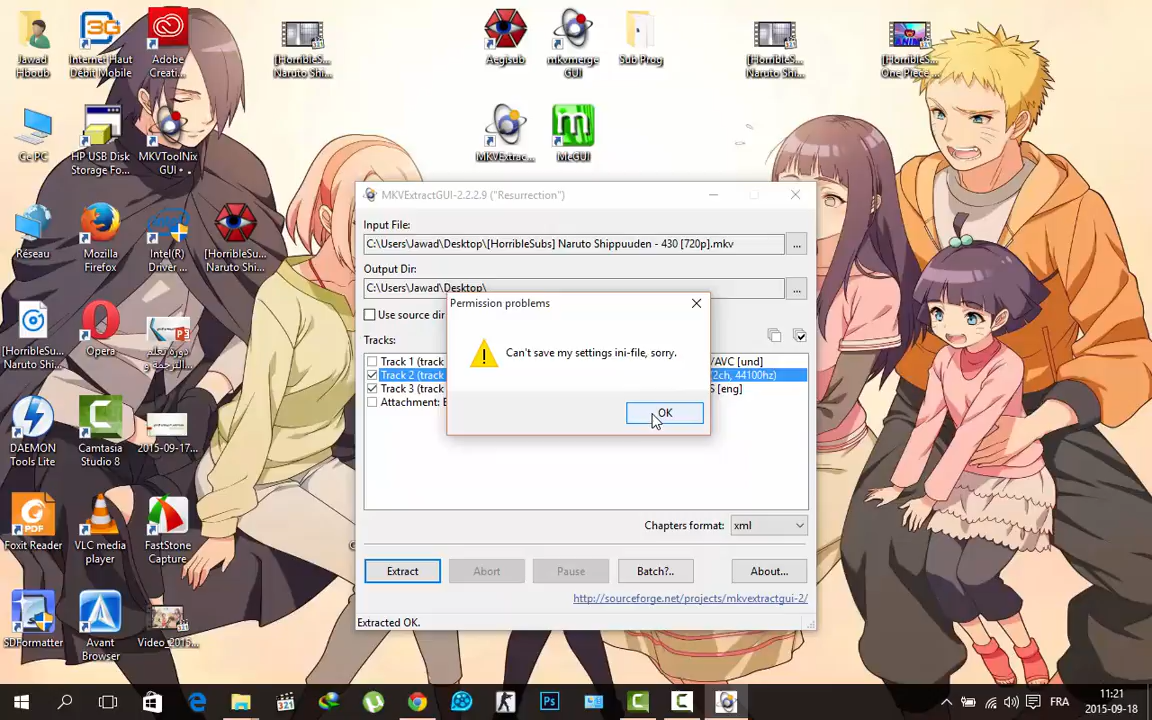 Jawad
Hboub
Internet Haut
Débit Mobile
Adobe
Creati...
[HorribleS...
Naruto Shi...
Aegisub
mkvmerge
GUI
Sub Prog
[HorribleS...
Naruto Shi...
[HorribleS...
One Piece ...
Ce PC
HP USB Disk
Storage Fo...
MKVToolNix
GUI
MKVExtrac...
MeGUI
Réseau
Mozilla
Firefox
Intel(R)
Driver ...
[HorribleS...
Naruto Shi...
[HorribleS...
Naruto Shi...
Opera
دورة تعلم
الترجمة و...
DAEMON
Tools Lite
Camtasia
Studio 8
2015-09-17...
Foxit Reader
VLC media
player
FastStone
Capture
SDFormatter
Avant
Browser
Video_2015...
MKVExtractGUI-2.2.2.9 ("Resurrection")
Input File:
C:\Users\Jawad\Desktop\[HorribleSubs] Naruto Shippuuden - 430 [720p].mkv
...
Output Dir:
C:\Users\Jawad\Desktop\
...
Use source dir
Tracks:
Track 1 (track
/AVC [und]
Track 2 (track
2ch, 44100hz)
Track 3 (track
S [eng]
Attachment:
Permission problems
Can't save my settings ini-file, sorry.
OK
Chapters format:
xml
Extract
Abort
Pause
Batch?..
About...
http://sourceforge.net/projects/mkvextractgui-2/
Extracted OK.
FRA
11:21
2015-09-18